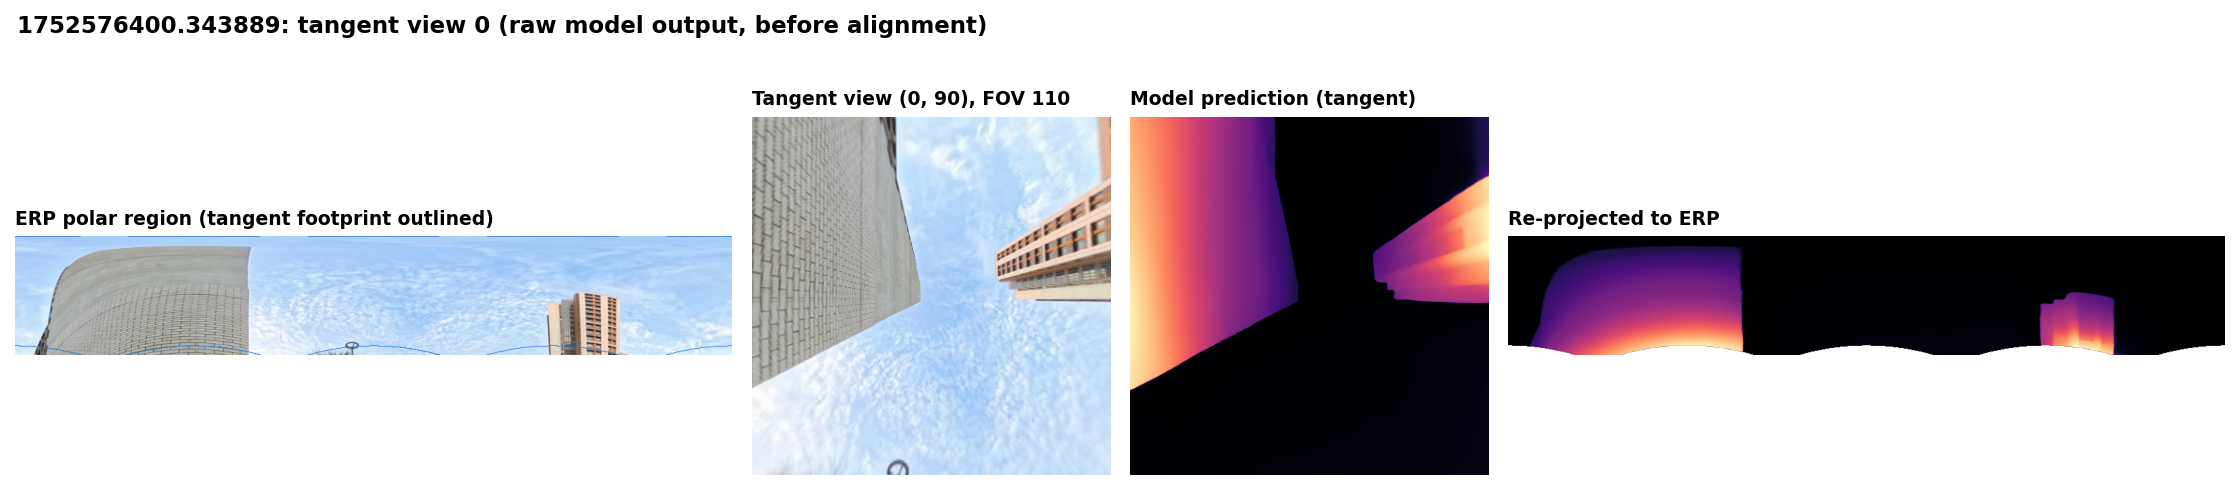 1752576400.343889: tangent view 0 (raw model output, before alignment)
Tangent view (0, 90), FOV 110
Model prediction (tangent)
ERP polar region (tangent footprint outlined)
Re-projected to ERP